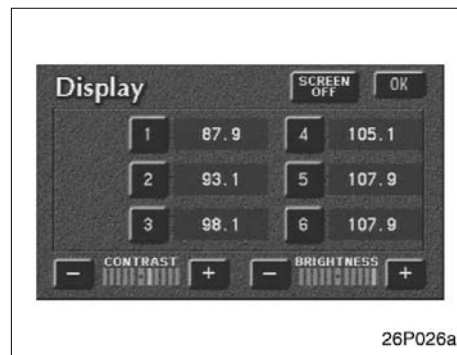 Display SCREEN OFF OK
1 87.9 4 105.1
2 93.1 5 107.9
3 98.1 6 107.9
CONTRAST BRIGHTNESS
− + − +
26P026a